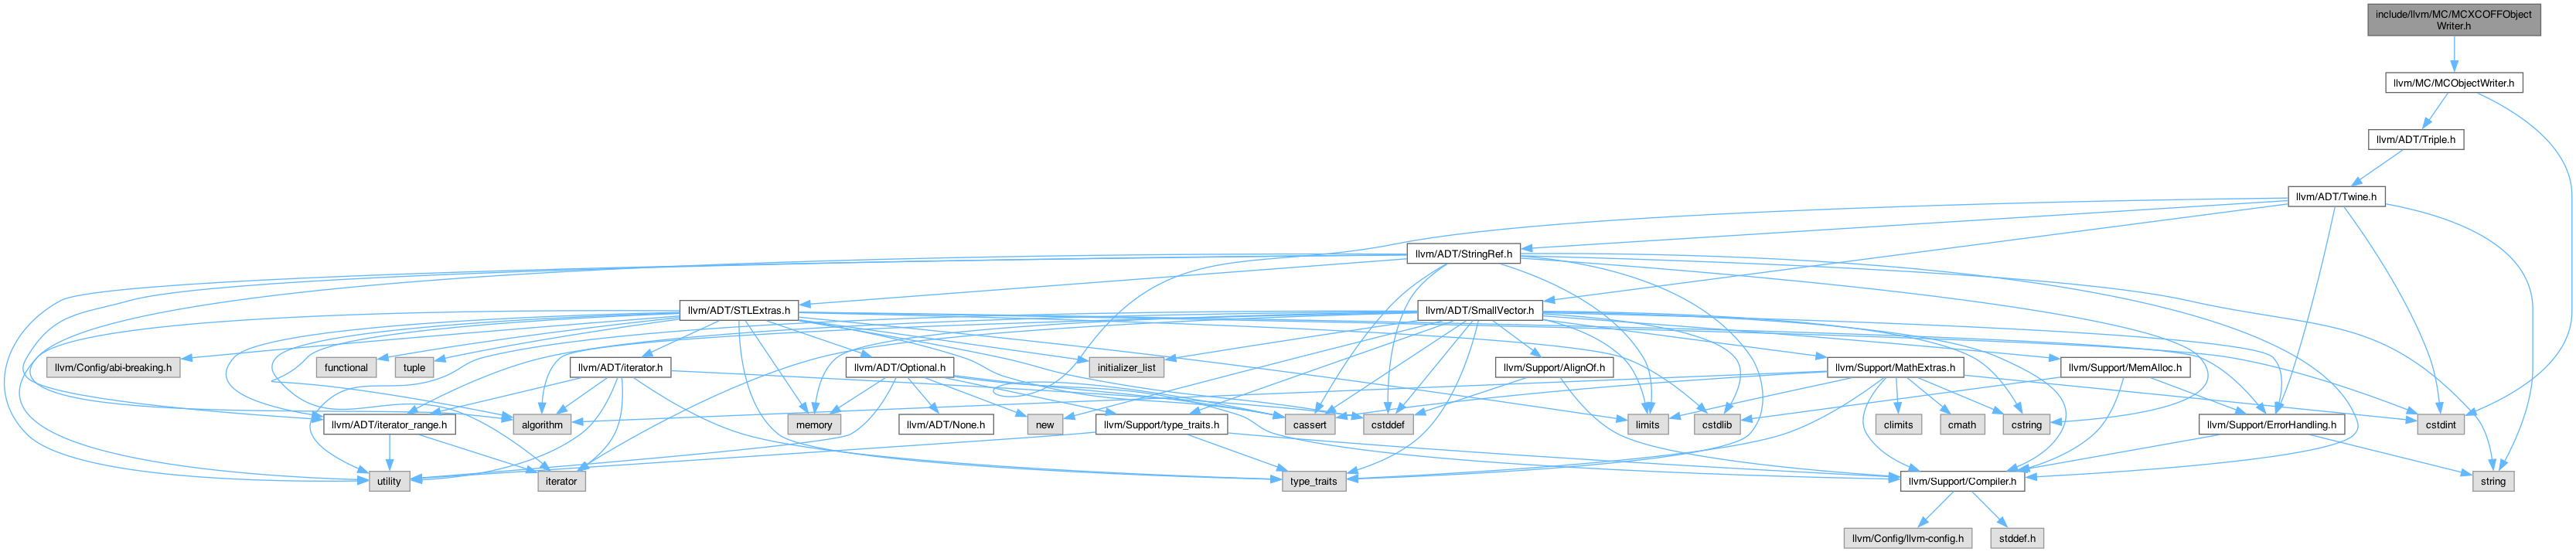 include/llvm/MC/MCXCOFFObject
Writer.h
llvm/MC/MCObjectWriter.h
llvm/ADT/Triple.h
llvm/ADT/Twine.h
llvm/ADT/StringRef.h
llvm/ADT/STLExtras.h
llvm/ADT/SmallVector.h
llvm/Config/abi-breaking.h
functional
tuple
llvm/ADT/iterator.h
llvm/ADT/Optional.h
initializer_list
llvm/Support/AlignOf.h
llvm/Support/MathExtras.h
llvm/Support/MemAlloc.h
llvm/ADT/iterator_range.h
algorithm
memory
llvm/ADT/None.h
new
llvm/Support/type_traits.h
cassert
cstddef
limits
cstdlib
climits
cmath
cstring
llvm/Support/ErrorHandling.h
cstdint
utility
iterator
type_traits
llvm/Support/Compiler.h
string
llvm/Config/llvm-config.h
stddef.h